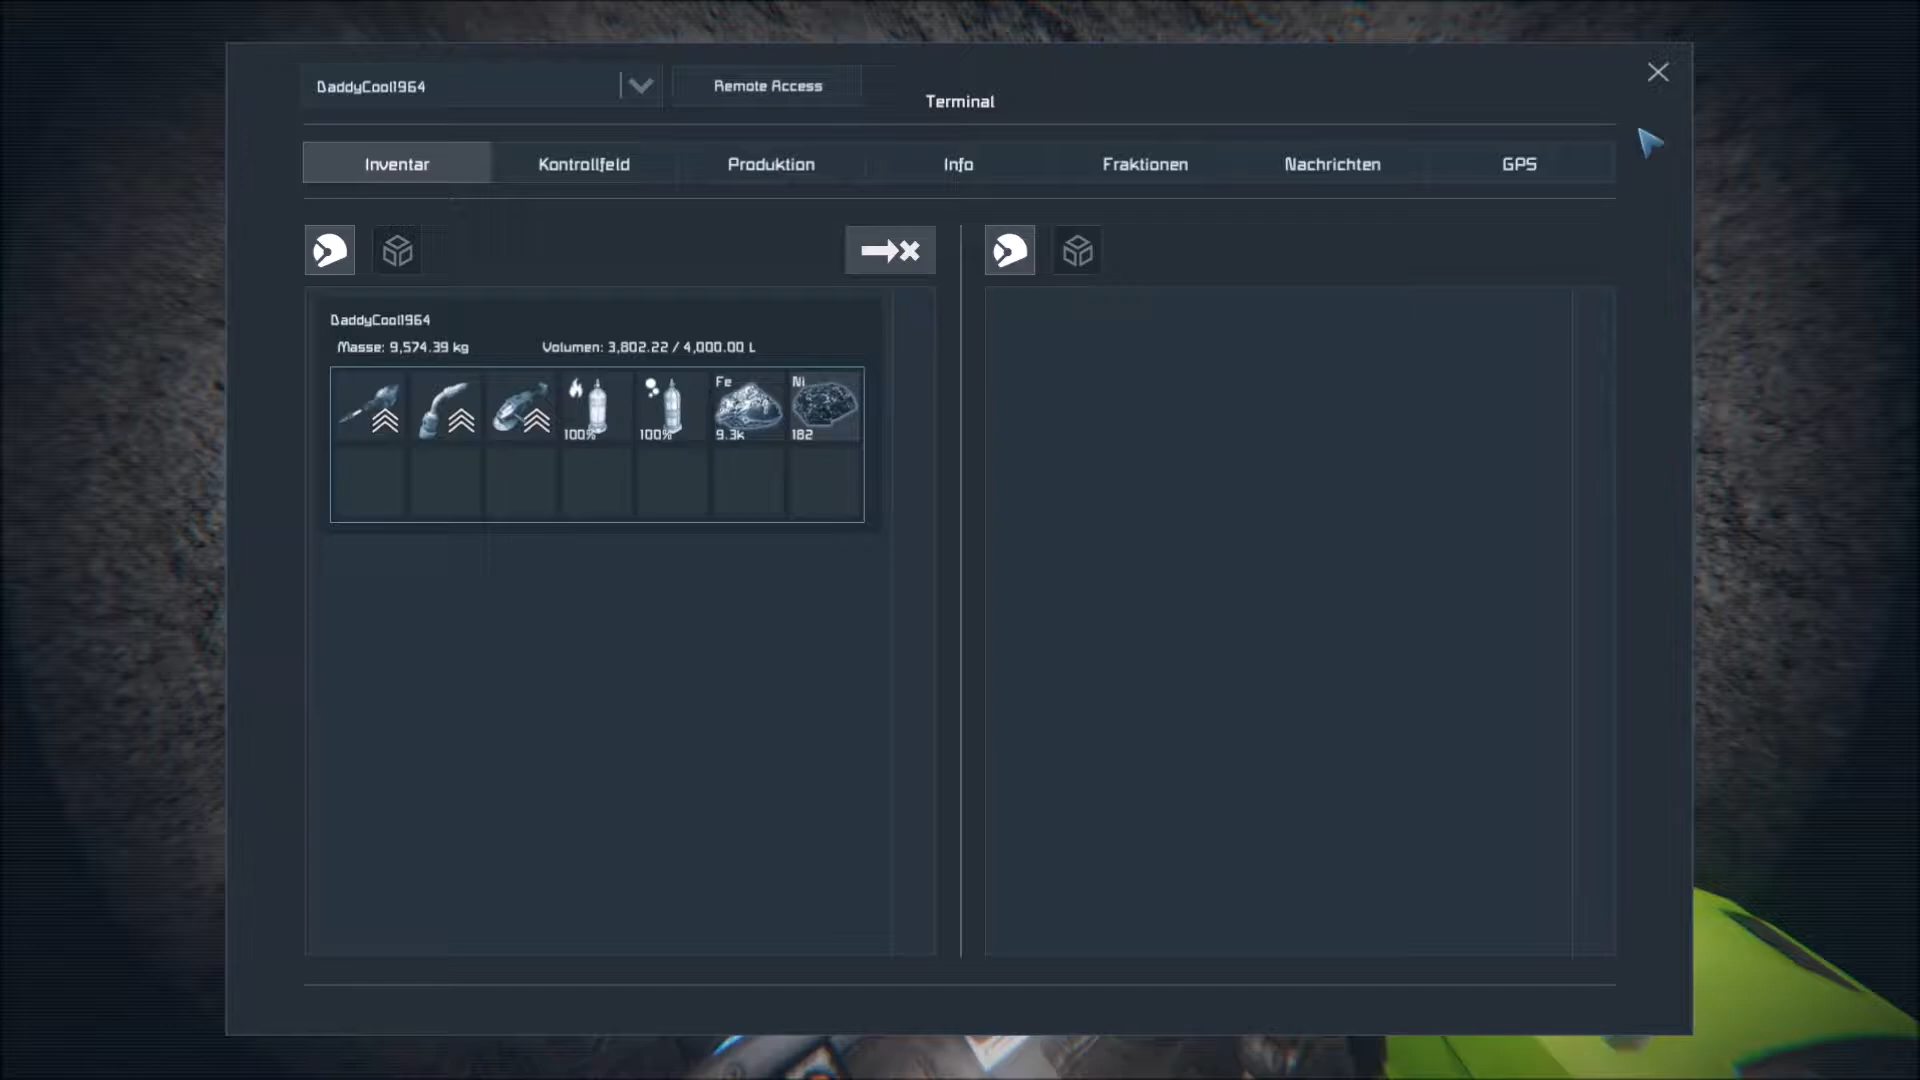 DaddyCool1964
Remote Access
Terminal
Inventar
Kontrollfeld
Produktion
Info
Fraktionen
Nachrichten
GPS
DaddyCool1964
Masse: 9,574.39 kg
Volumen: 3,802.22 / 4,000.00 L
100%
100%
Fe
9.3k
Ni
182